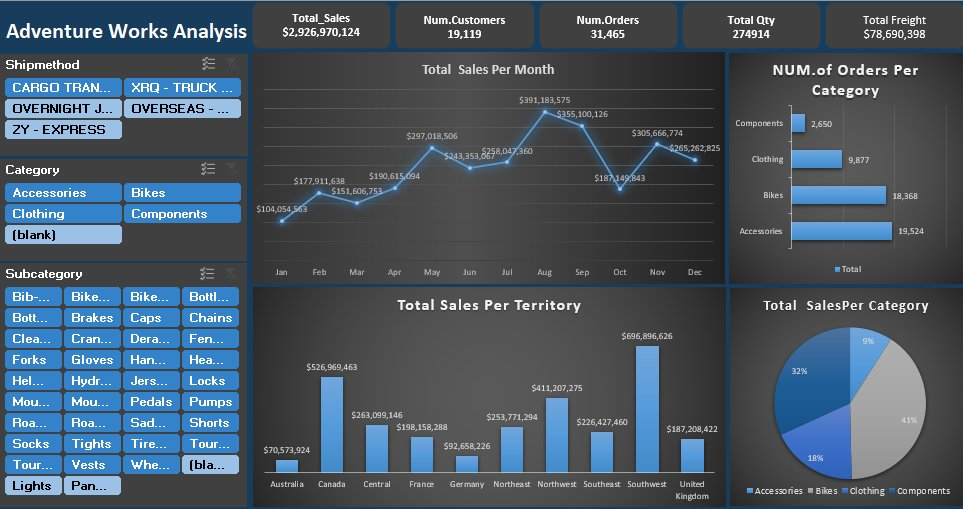 Adventure Works Analysis
Total_Sales
$2,926,970,124
Num.Customers
19,119
Num.Orders
31,465
Total Qty
274914
Total Freight
$78,690,398
Shipmethod
CARGO TRAN...
XRQ - TRUCK ...
OVERNIGHT J...
OVERSEAS - ...
ZY - EXPRESS
Category
Accessories
Bikes
Clothing
Components
(blank)
Subcategory
Bib-...
Bike...
Bike...
Bottl...
Bott...
Brakes
Caps
Chains
Clea...
Cran...
Dera...
Fen...
Forks
Gloves
Han...
Hea...
Hel...
Hydr...
Jers...
Locks
Mou...
Mou...
Pedals
Pumps
Roa...
Roa...
Sad...
Shorts
Socks
Tights
Tire...
Tour...
Tour...
Vests
Whe...
(bla...
Lights
Pan...
Total Sales Per Month
$104,054,563
$177,911,638
$151,606,753
$190,615,094
$297,018,506
$243,353,067
$258,047,360
$391,183,575
$355,100,126
$187,149,843
$305,666,774
$265,262,825
Jan
Feb
Mar
Apr
May
Jun
Jul
Aug
Sep
Oct
Nov
Dec
NUM.of Orders Per
Category
Components
2,650
Clothing
9,877
Bikes
18,368
Accessories
19,524
Total
Total Sales Per Territory
$70,573,924
$526,969,463
$263,099,146
$198,158,288
$92,658,226
$253,771,294
$411,207,275
$226,427,460
$696,896,626
$187,208,422
Australia
Canada
Central
France
Germany
Northeast
Northwest
Southeast
Southwest
United
Kingdom
Total SalesPer Category
9%
41%
18%
32%
Accessories
Bikes
Clothing
Components